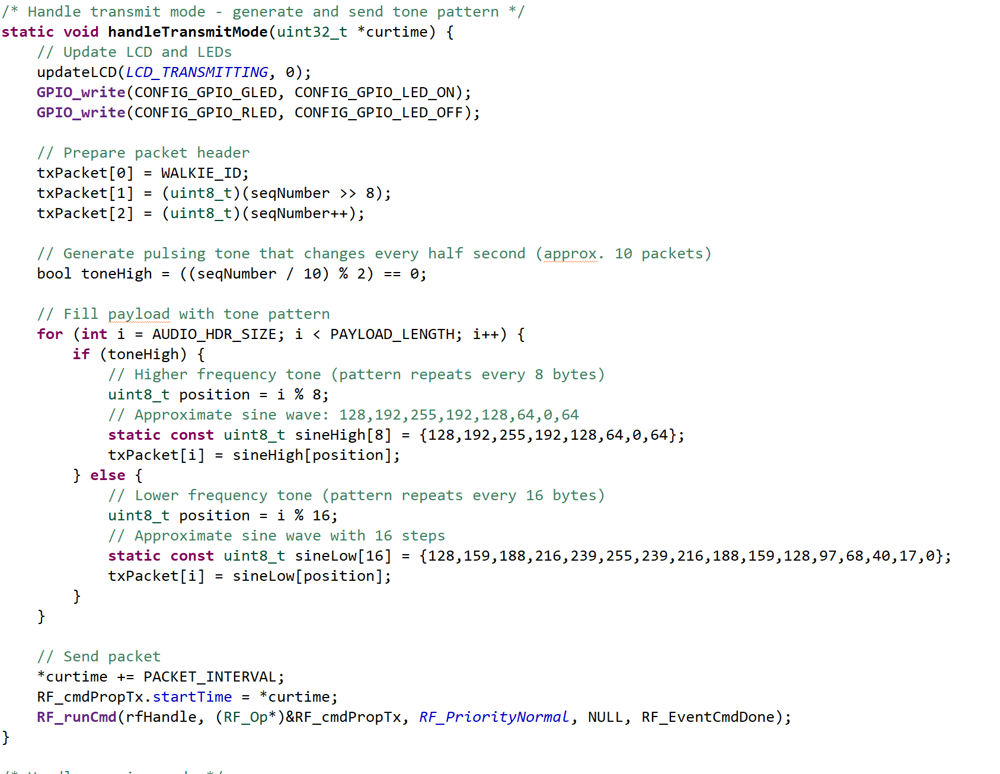 /* Handle transmit mode - generate and send tone pattern */
static void handleTransmitMode(uint32_t *curtime) {
    // Update LCD and LEDs
    updateLCD(LCD_TRANSMITTING, 0);
    GPIO_write(CONFIG_GPIO_GLED, CONFIG_GPIO_LED_ON);
    GPIO_write(CONFIG_GPIO_RLED, CONFIG_GPIO_LED_OFF);

    // Prepare packet header
    txPacket[0] = WALKIE_ID;
    txPacket[1] = (uint8_t)(seqNumber >> 8);
    txPacket[2] = (uint8_t)(seqNumber++);

    // Generate pulsing tone that changes every half second (approx. 10 packets)
    bool toneHigh = ((seqNumber / 10) % 2) == 0;

    // Fill payload with tone pattern
    for (int i = AUDIO_HDR_SIZE; i < PAYLOAD_LENGTH; i++) {
        if (toneHigh) {
            // Higher frequency tone (pattern repeats every 8 bytes)
            uint8_t position = i % 8;
            // Approximate sine wave: 128,192,255,192,128,64,0,64
            static const uint8_t sineHigh[8] = {128,192,255,192,128,64,0,64};
            txPacket[i] = sineHigh[position];
        } else {
            // Lower frequency tone (pattern repeats every 16 bytes)
            uint8_t position = i % 16;
            // Approximate sine wave with 16 steps
            static const uint8_t sineLow[16] = {128,159,188,216,239,255,239,216,188,159,128,97,68,40,17,0};
            txPacket[i] = sineLow[position];
        }
    }

    // Send packet
    *curtime += PACKET_INTERVAL;
    RF_cmdPropTx.startTime = *curtime;
    RF_runCmd(rfHandle, (RF_Op*)&RF_cmdPropTx, RF_PriorityNormal, NULL, RF_EventCmdDone);
}